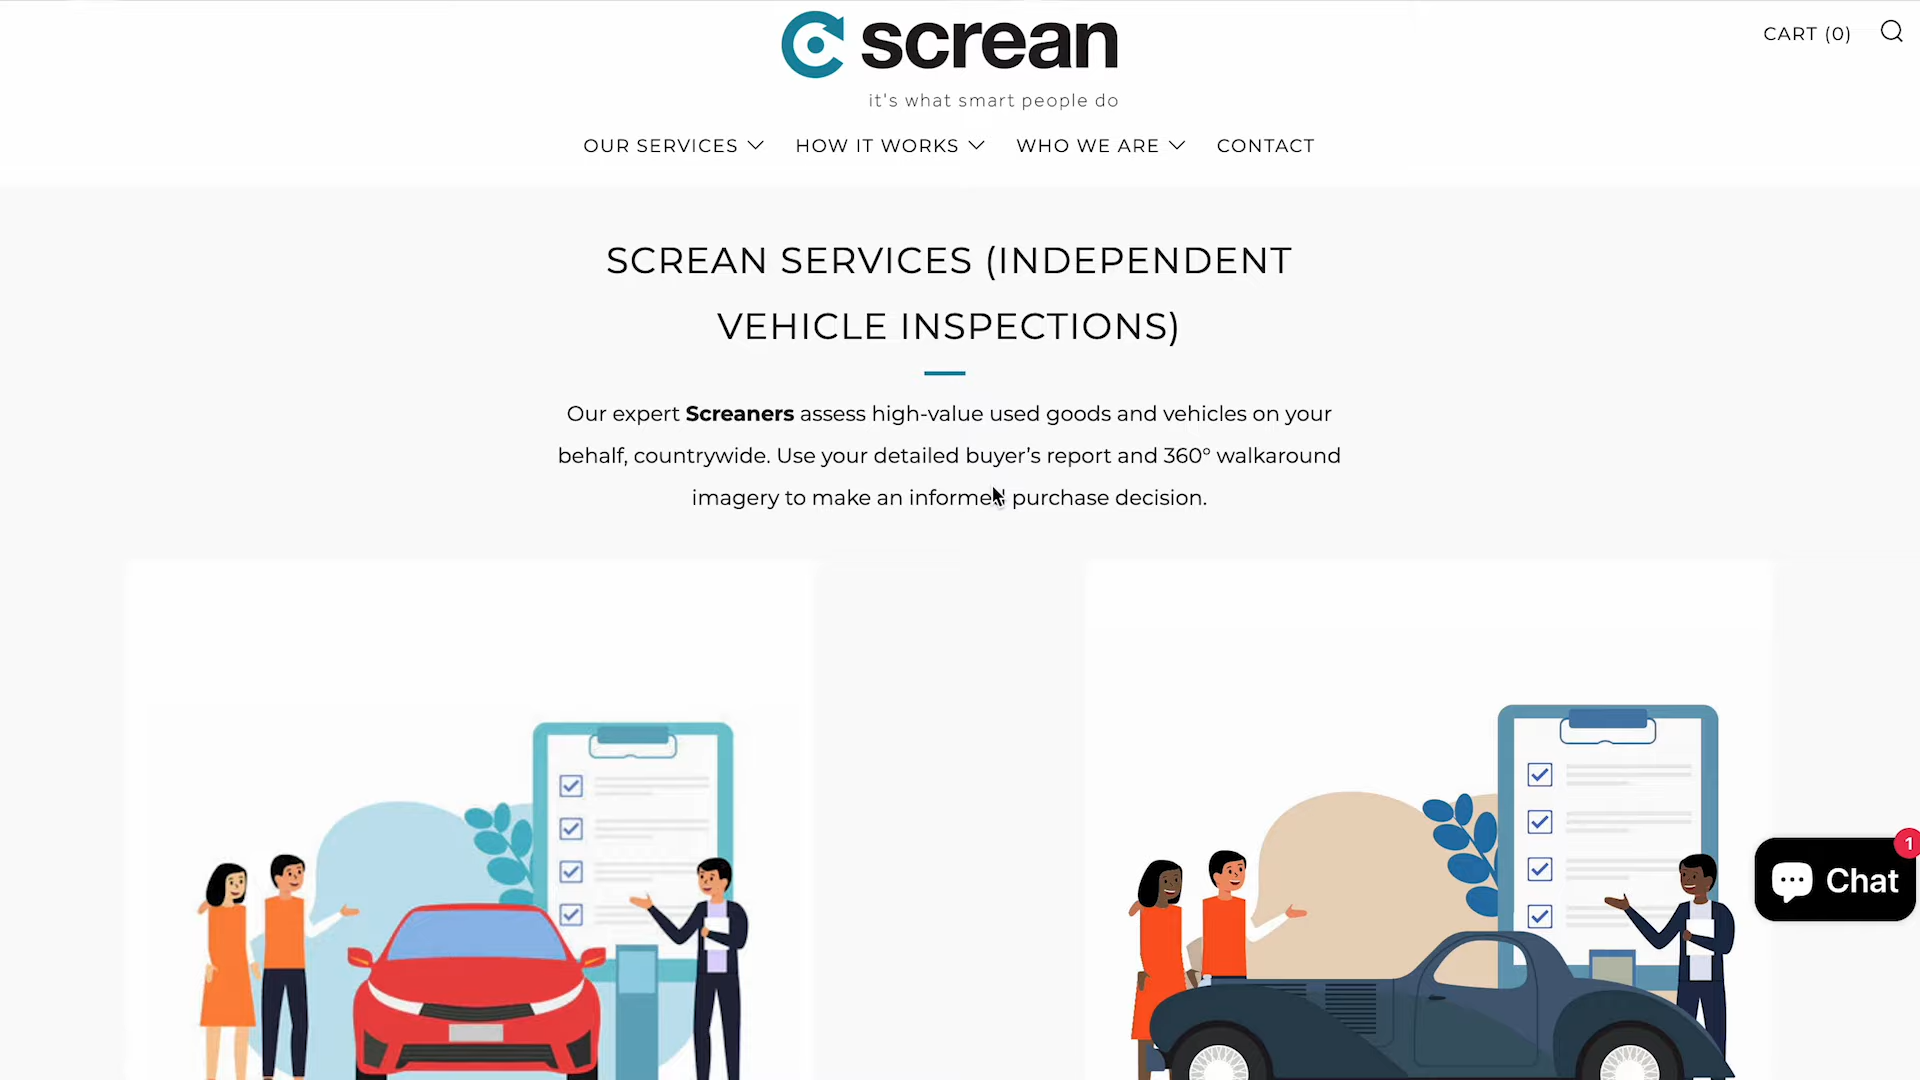 screan
CART (0)
it's what smart people do
OUR SERVICES
HOW IT WORKS
WHO WE ARE
CONTACT
SCREAN SERVICES (INDEPENDENT
VEHICLE INSPECTIONS)
Our expert Screaners assess high-value used goods and vehicles on your
behalf, countrywide. Use your detailed buyer’s report and 360° walkaround
imagery to make an informed purchase decision.
1
Chat